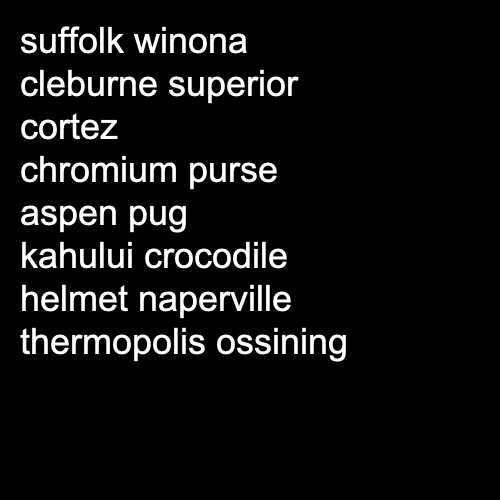 suffolk winona
cleburne superior
cortez
chromium purse
aspen pug
kahului crocodile
helmet naperville
thermopolis ossining